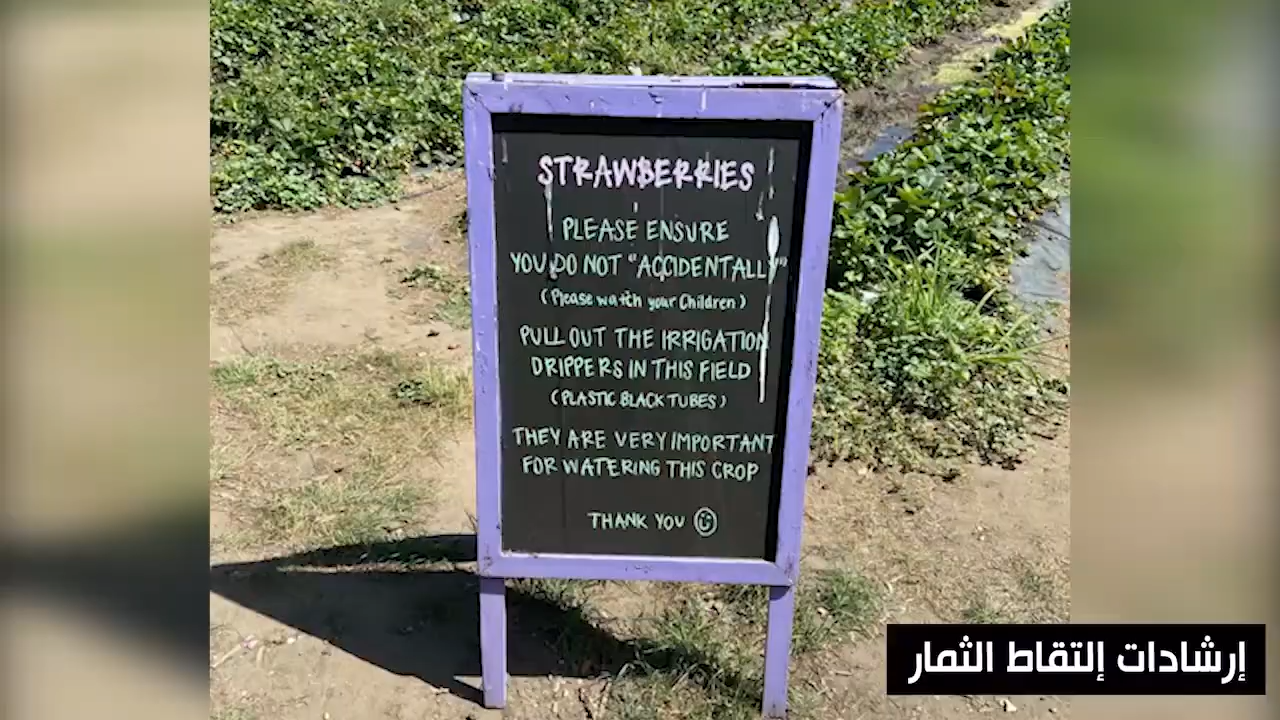 STRAWBERRIES
PLEASE ENSURE
YOU DO NOT "ACCIDENTALLY"
(Please watch your Children)
PULL OUT THE IRRIGATION
DRIPPERS IN THIS FIELD
(PLASTIC BLACK TUBES)
THEY ARE VERY IMPORTANT
FOR WATERING THIS CROP
THANK YOU ☺
إرشادات إلتقاط الثمار